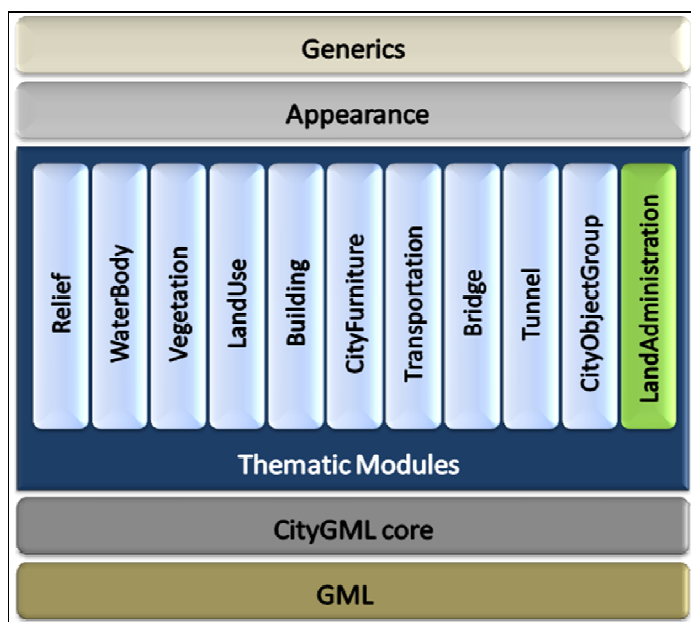 Generics
Appearance
Relief
WaterBody
Vegetation
LandUse
Building
CityFurniture
Transportation
Bridge
Tunnel
CityObjectGroup
LandAdministration
Thematic Modules
CityGML core
GML